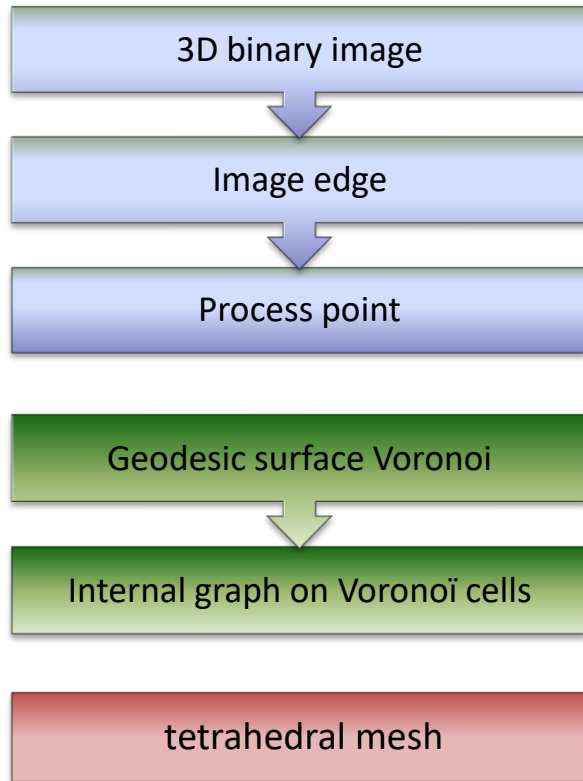 3D binary image
Image edge
Process point
Geodesic surface Voronoi
Internal graph on Voronoï cells
tetrahedral mesh